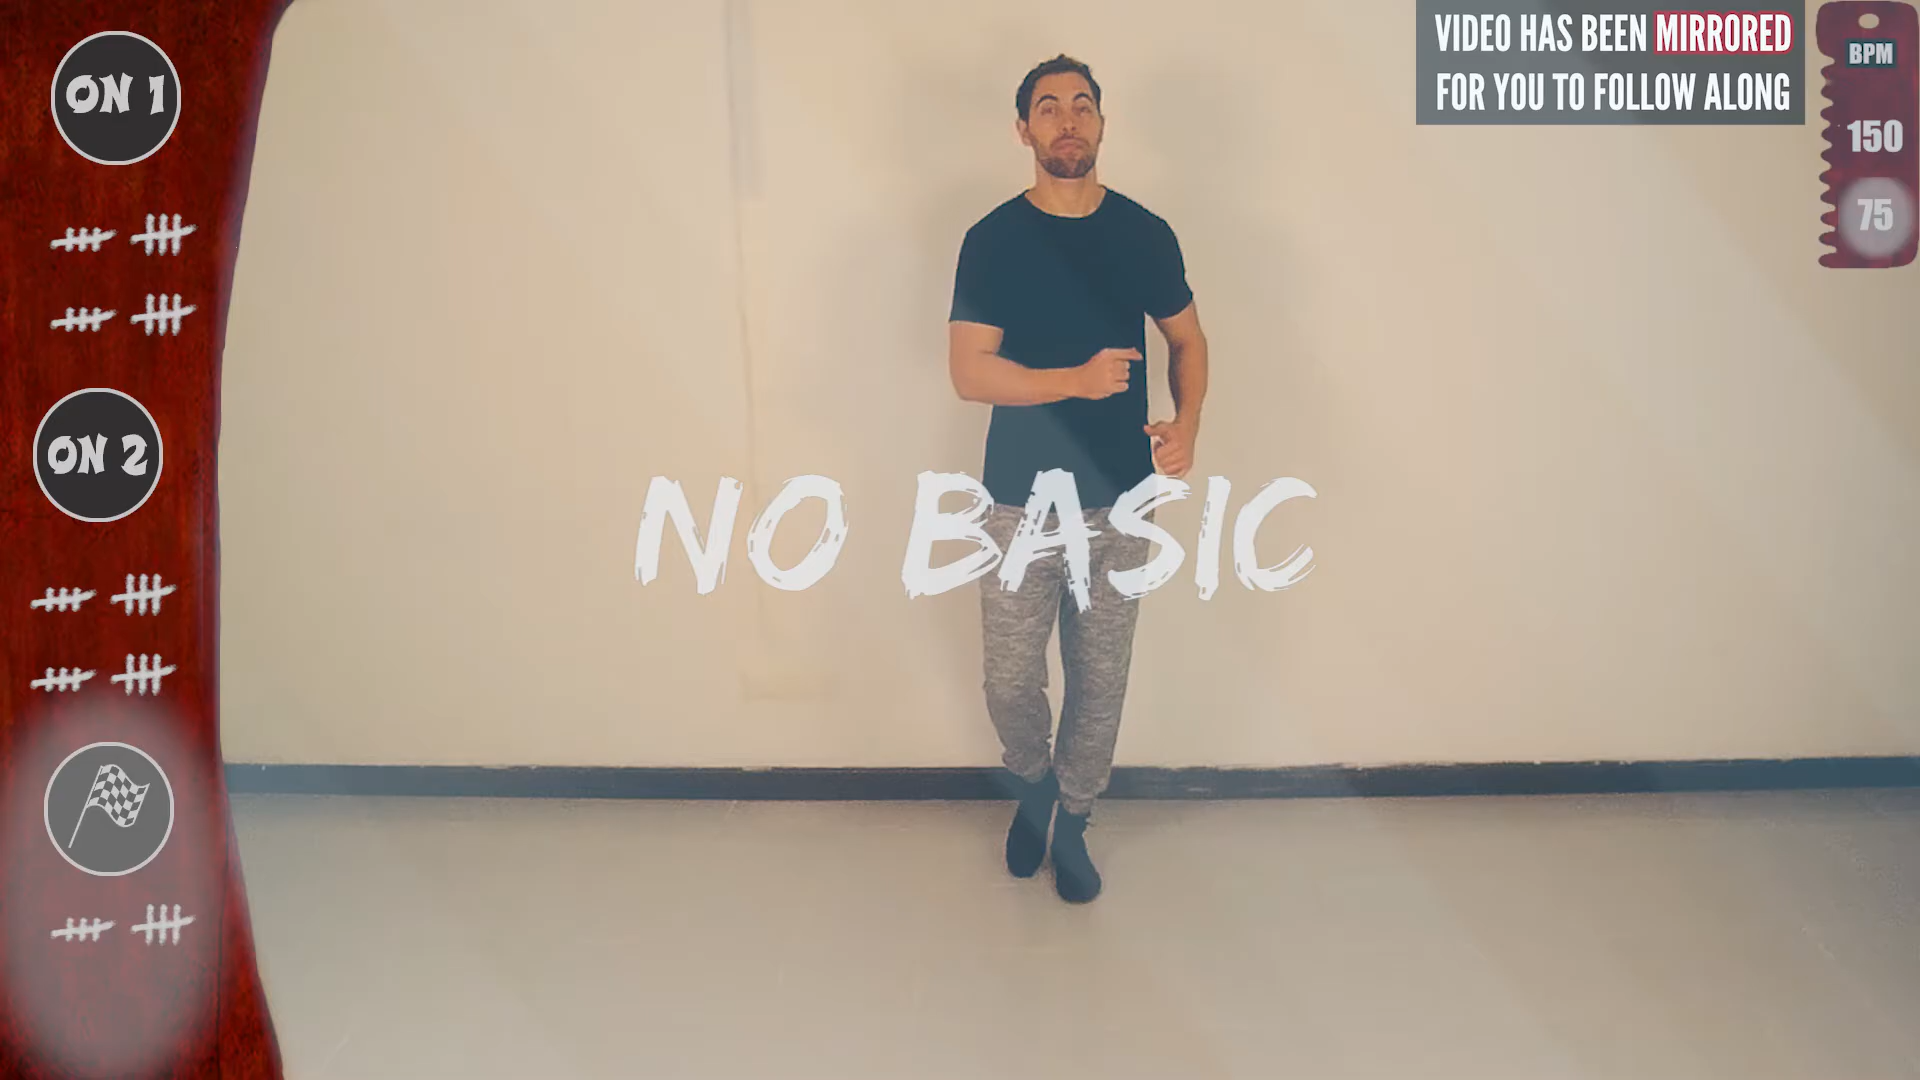 ON 1
ON 2
NO BASIC
VIDEO HAS BEEN MIRRORED
FOR YOU TO FOLLOW ALONG
BPM
150
75